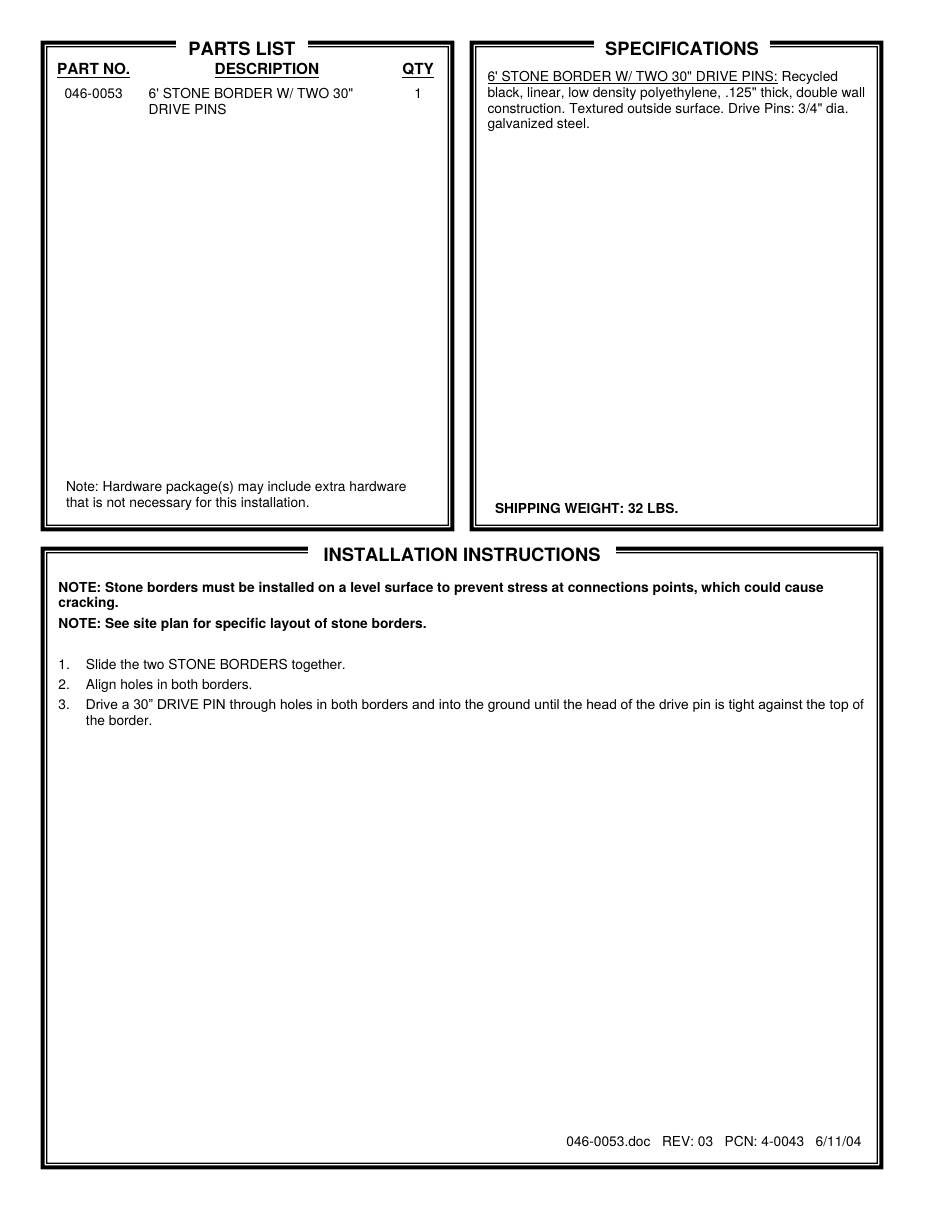 PARTS LIST
PART NO. DESCRIPTION QTY
046-0053 6' STONE BORDER W/ TWO 30" 1
DRIVE PINS
Note: Hardware package(s) may include extra hardware
that is not necessary for this installation.
SPECIFICATIONS
6' STONE BORDER W/ TWO 30" DRIVE PINS: Recycled
black, linear, low density polyethylene, .125" thick, double wall
construction. Textured outside surface. Drive Pins: 3/4" dia.
galvanized steel.
SHIPPING WEIGHT: 32 LBS.
INSTALLATION INSTRUCTIONS
NOTE: Stone borders must be installed on a level surface to prevent stress at connections points, which could cause
cracking.
NOTE: See site plan for specific layout of stone borders.
1. Slide the two STONE BORDERS together.
2. Align holes in both borders.
3. Drive a 30” DRIVE PIN through holes in both borders and into the ground until the head of the drive pin is tight against the top of
the border.
046-0053.doc REV: 03 PCN: 4-0043 6/11/04